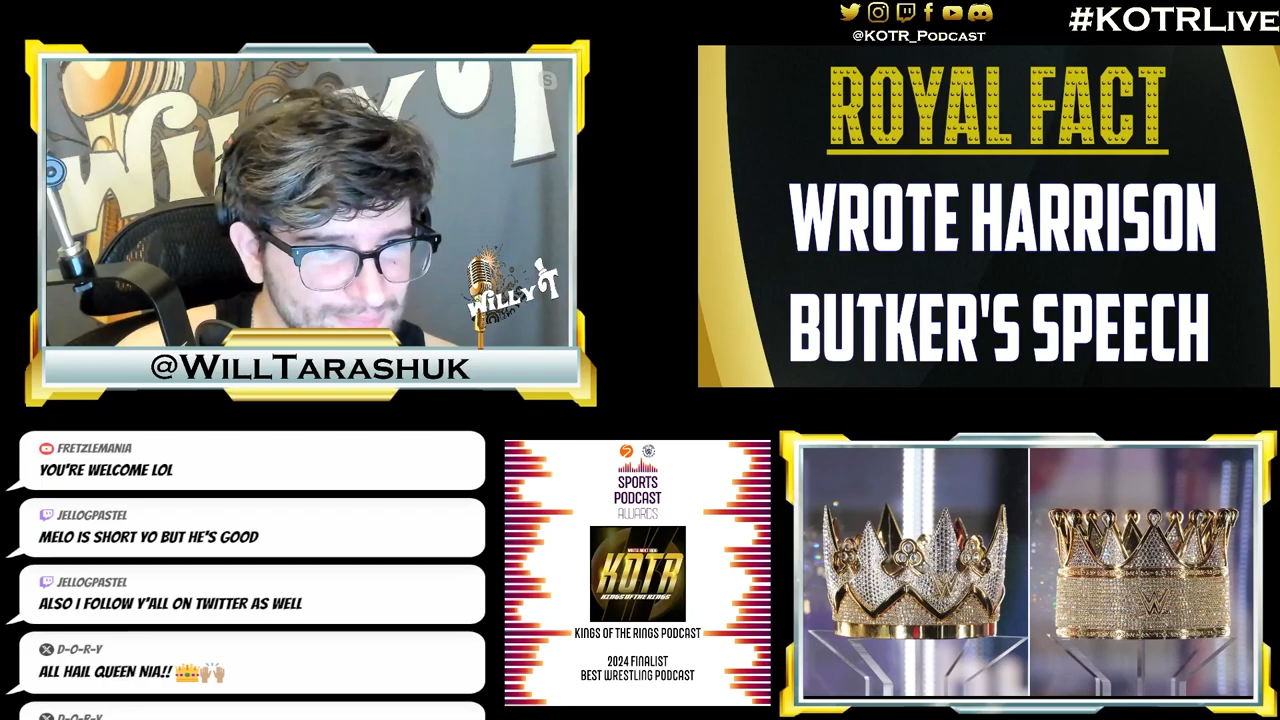 @KOTR_Podcast
#KOTRLive
S
Willy T
Willy T
@WillTarashuk
ROYAL FACT
WROTE HARRISON
BUTKER'S SPEECH
FRETZLEMANIA
YOU'RE WELCOME LOL
JELLOGPASTEL
MELO IS SHORT YO BUT HE'S GOOD
JELLOGPASTEL
ALSO I FOLLOW Y'ALL ON TWITTER AS WELL
D-O-R-Y
ALL HAIL QUEEN NIA!! 👑🙌🏼
D-O-R-Y
SPORTS
PODCAST
AWARDS
KOTR
KINGS OF THE RINGS
KINGS OF THE RINGS PODCAST
2024 FINALIST
BEST WRESTLING PODCAST
W